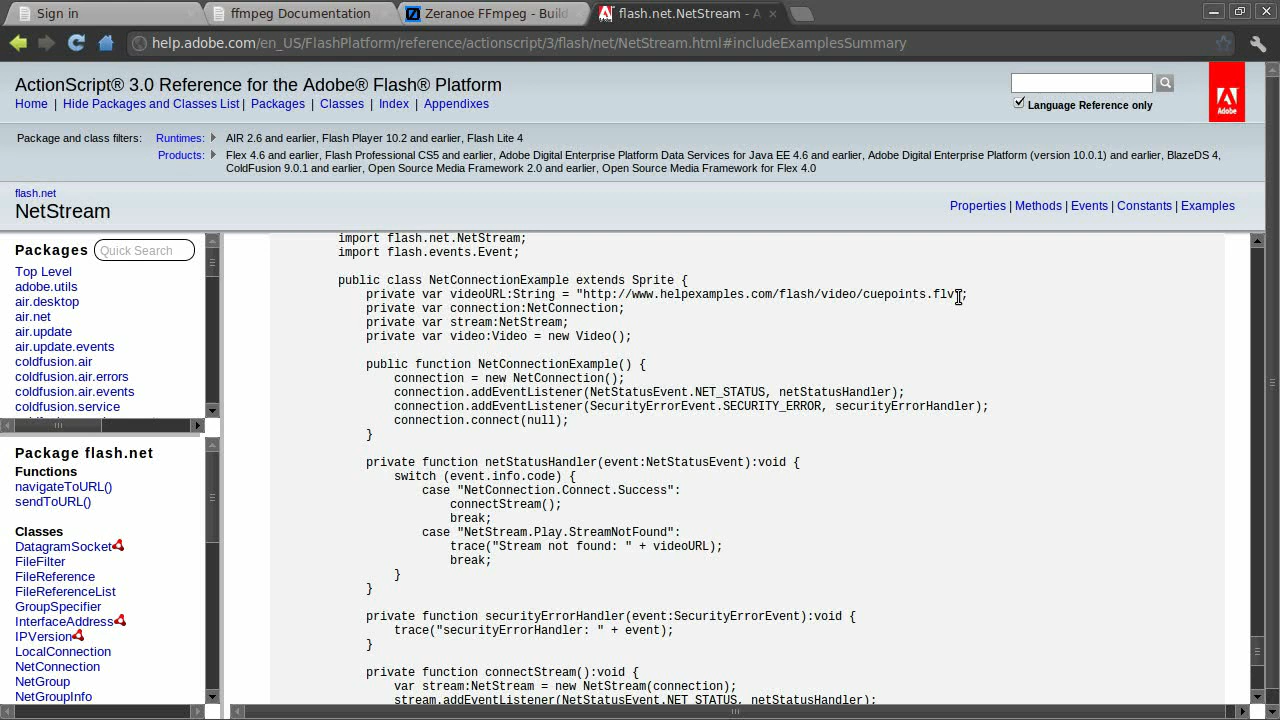 Sign in
ffmpeg Documentation
Zeranoe FFmpeg - Build
flash.net.NetStream - A
help.adobe.com/en_US/FlashPlatform/reference/actionscript/3/flash/net/NetStream.html#includeExamplesSummary
ActionScript® 3.0 Reference for the Adobe® Flash® Platform
Home | Hide Packages and Classes List | Packages | Classes | Index | Appendixes
Language Reference only
Adobe
Package and class filters: Runtimes: AIR 2.6 and earlier, Flash Player 10.2 and earlier, Flash Lite 4
Products: Flex 4.6 and earlier, Flash Professional CS5 and earlier, Adobe Digital Enterprise Platform Data Services for Java EE 4.6 and earlier, Adobe Digital Enterprise Platform (version 10.0.1) and earlier, BlazeDS 4,
ColdFusion 9.0.1 and earlier, Open Source Media Framework 2.0 and earlier, Open Source Media Framework for Flex 4.0
flash.net
NetStream
Properties | Methods | Events | Constants | Examples
Packages
Quick Search
Top Level
adobe.utils
air.desktop
air.net
air.update
air.update.events
coldfusion.air
coldfusion.air.errors
coldfusion.air.events
coldfusion.service
Package flash.net
Functions
navigateToURL()
sendToURL()
Classes
DatagramSocket
FileFilter
FileReference
FileReferenceList
GroupSpecifier
InterfaceAddress
IPVersion
LocalConnection
NetConnection
NetGroup
NetGroupInfo
import flash.net.NetStream;
import flash.events.Event;
public class NetConnectionExample extends Sprite {
private var videoURL:String = "http://www.helpexamples.com/flash/video/cuepoints.flv";
private var connection:NetConnection;
private var stream:NetStream;
private var video:Video = new Video();
public function NetConnectionExample() {
connection = new NetConnection();
connection.addEventListener(NetStatusEvent.NET_STATUS, netStatusHandler);
connection.addEventListener(SecurityErrorEvent.SECURITY_ERROR, securityErrorHandler);
connection.connect(null);
}
private function netStatusHandler(event:NetStatusEvent):void {
switch (event.info.code) {
case "NetConnection.Connect.Success":
connectStream();
break;
case "NetStream.Play.StreamNotFound":
trace("Stream not found: " + videoURL);
break;
}
}
private function securityErrorHandler(event:SecurityErrorEvent):void {
trace("securityErrorHandler: " + event);
}
private function connectStream():void {
var stream:NetStream = new NetStream(connection);
stream.addEventListener(NetStatusEvent.NET_STATUS, netStatusHandler);